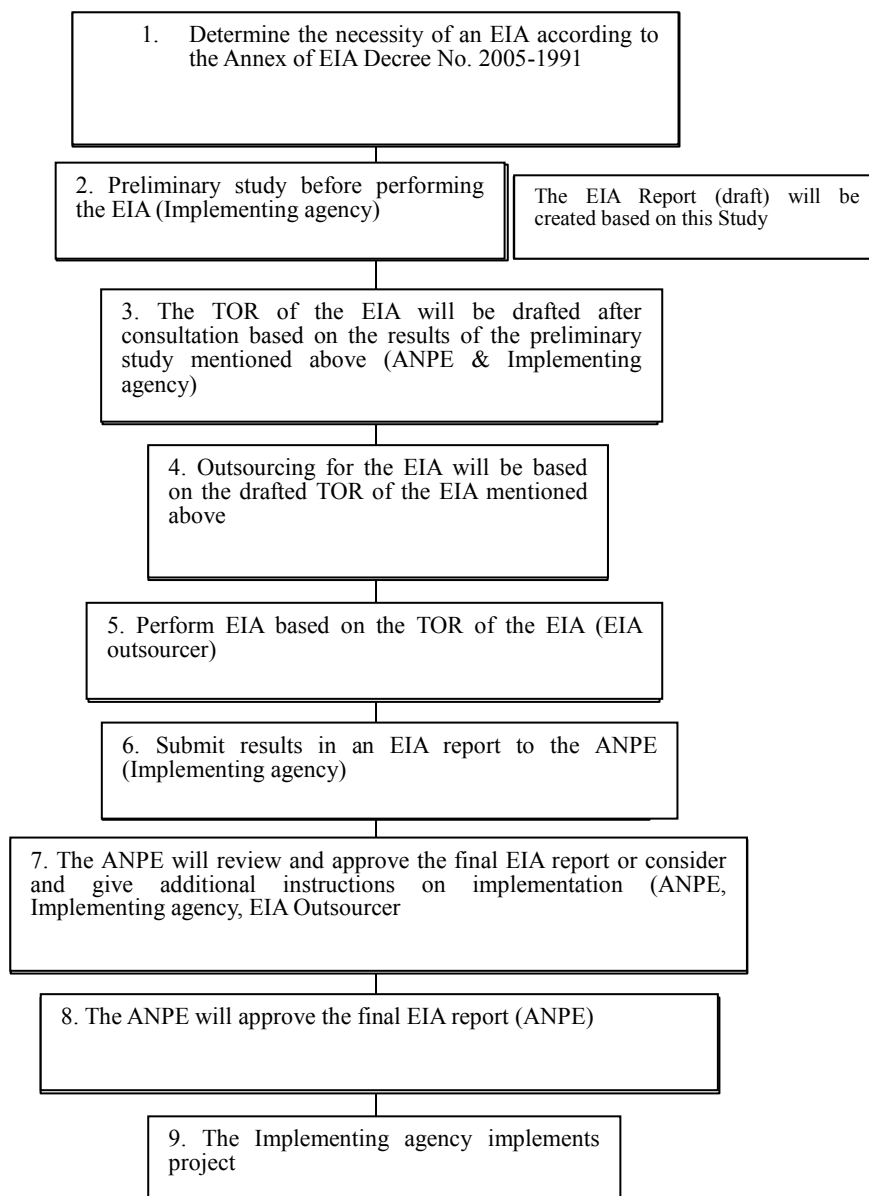 1. Determine the necessity of an EIA according to
the Annex of EIA Decree No. 2005-1991
2. Preliminary study before performing
the EIA (Implementing agency)
The EIA Report (draft) will be
created based on this Study
3. The TOR of the EIA will be drafted after
consultation based on the results of the preliminary
study mentioned above (ANPE & Implementing
agency)
4. Outsourcing for the EIA will be based
on the drafted TOR of the EIA mentioned
above
5. Perform EIA based on the TOR of the EIA (EIA
outsourcer)
6. Submit results in an EIA report to the ANPE
(Implementing agency)
7. The ANPE will review and approve the final EIA report or consider
and give additional instructions on implementation (ANPE,
Implementing agency, EIA Outsourcer
8. The ANPE will approve the final EIA report (ANPE)
9. The Implementing agency implements
project